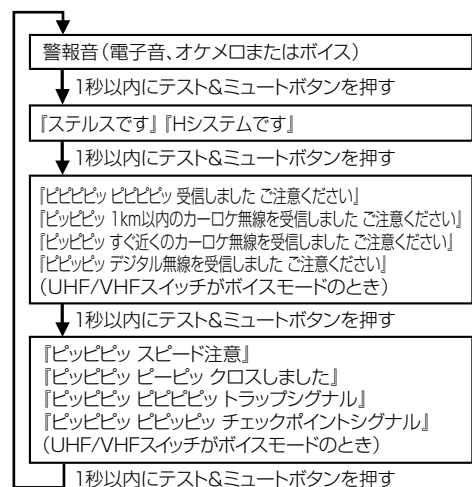 警報音(電子音、オケメロまたはボイス)
1秒以内にテスト&ミュートボタンを押す
『ステルスです』『Hシステムです』
1秒以内にテスト&ミュートボタンを押す
『ピピピピッ ピピピピッ 受信しました ご注意ください』
『ピッピピッ 1km以内のカーロケ無線を受信しました ご注意ください』
『ピッピピッ すぐ近くのカーロケ無線を受信しました ご注意ください』
『ピピッピッ デジタル無線を受信しました ご注意ください』
(UHF/VHFスイッチがボイスモードのとき)
1秒以内にテスト&ミュートボタンを押す
『ピッピピッ スピード注意』
『ピッピピッ ピーピッ クロスしました』
『ピッピピッ ピピピピッ トラップシグナル』
『ピッピピッ ピピッピッ チェックポイントシグナル』
(UHF/VHFスイッチがボイスモードのとき)
1秒以内にテスト&ミュートボタンを押す